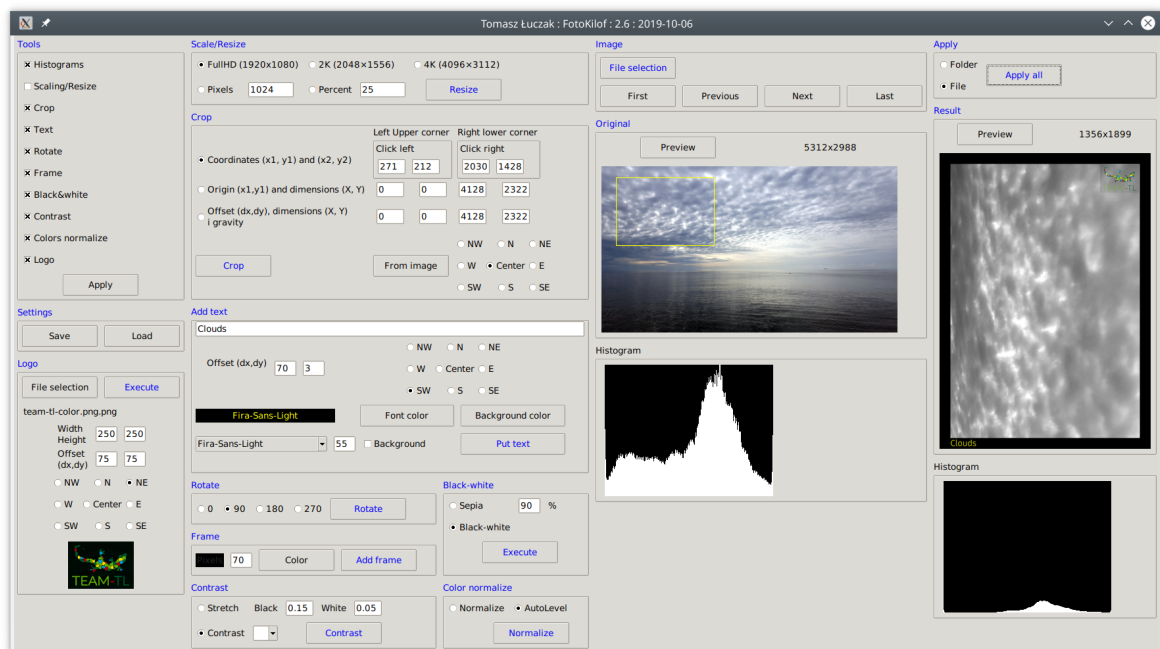 Tomasz Łuczak : FotoKilof : 2.6 : 2019-10-06
Tools
Histograms
Scaling/Resize
Crop
Text
Rotate
Frame
Black&white
Contrast
Colors normalize
Logo
Apply
Settings
Save Load
Logo
File selection Execute
team-tl-color.png.png
Width
Height
250 250
Offset
(dx,dy)
75 75
NW N NE
W Center E
SW S SE
TEAM-TL
Scale/Resize
FullHD (1920x1080) 2K (2048×1556) 4K (4096×3112)
Pixels 1024 Percent 25 Resize
Crop
Left Upper corner Right lower corner
Click left Click right
Coordinates (x1, y1) and (x2, y2) 271 212 2030 1428
Origin (x1,y1) and dimensions (X, Y) 0 0 4128 2322
Offset (dx,dy), dimensions (X, Y)
i gravity
0 0 4128 2322
NW N NE
Crop From image W Center E
SW S SE
Add text
Clouds
NW N NE
Offset (dx,dy) 70 3
W Center E
SW S SE
Fira-Sans-Light Font color Background color
Fira-Sans-Light 55 Background Put text
Rotate
0 90 180 270 Rotate
Frame
Pixels 70 Color Add frame
Contrast
Stretch Black 0.15 White 0.05
Contrast Contrast
Black-white
Sepia 90 %
Black-white
Execute
Color normalize
Normalize AutoLevel
Normalize
Image
File selection
First Previous Next Last
Original
Preview 5312x2988
Histogram
Apply
Folder
File
Apply all
Result
Preview 1356x1899
TEAM-TL
Clouds
Histogram